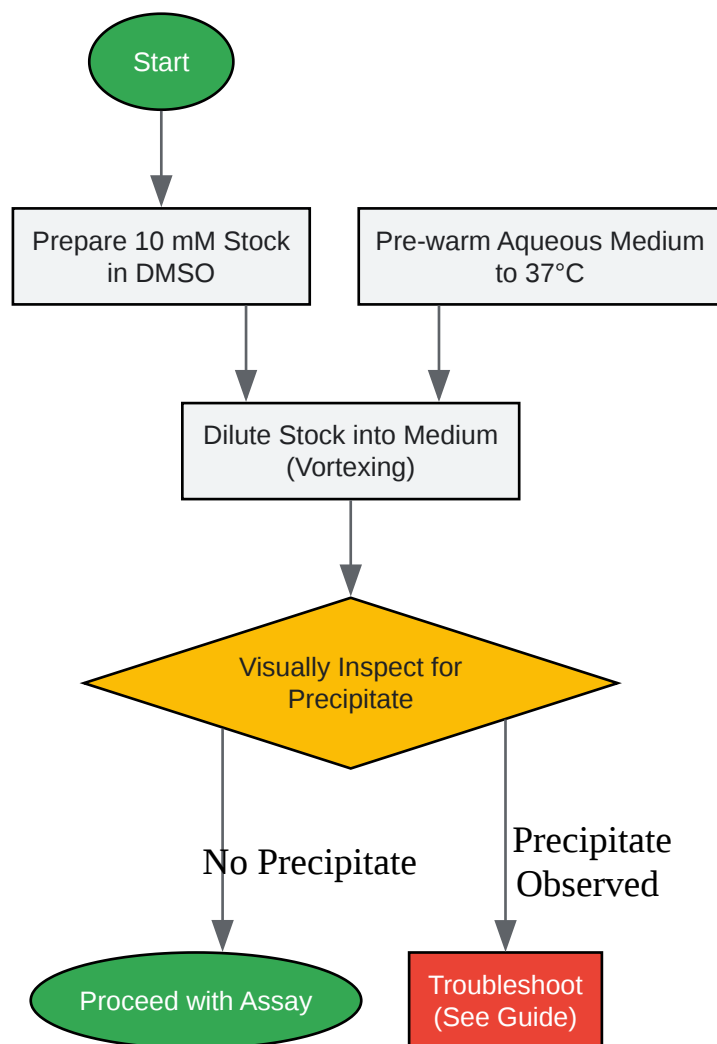 Start
Prepare 10 mM Stock
in DMSO
Pre-warm Aqueous Medium
to 37°C
Dilute Stock into Medium
(Vortexing)
Visually Inspect for
Precipitate
No Precipitate
Precipitate
Observed
Proceed with Assay
Troubleshoot
(See Guide)